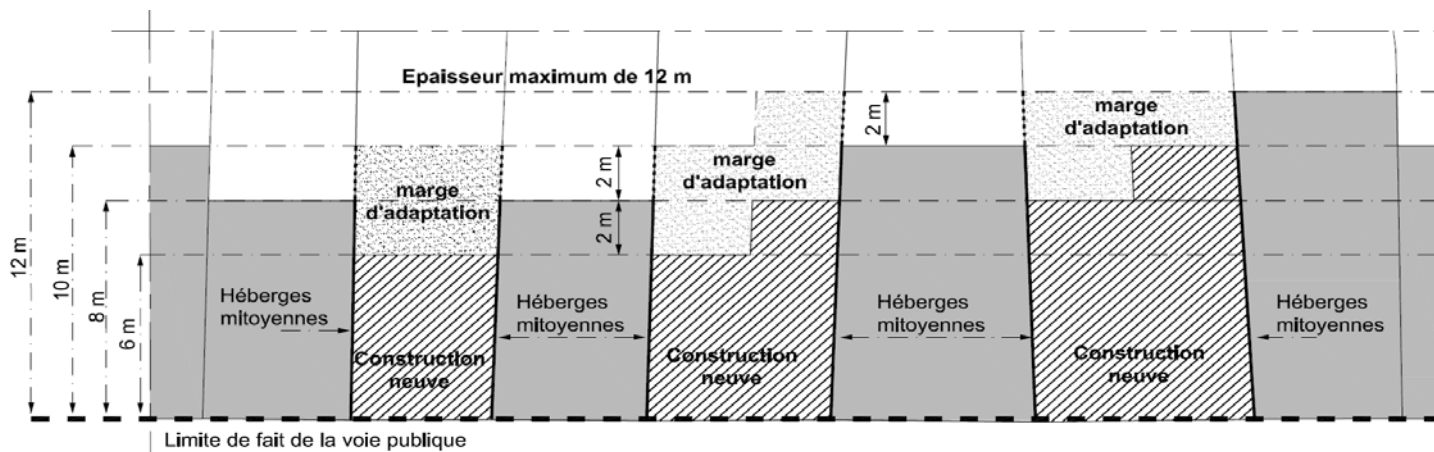 Epaisseur maximum de 12 m
marge
d'adaptation
2 m
marge
d'adaptation
2 m
marge
d'adaptation
2 m
2 m
12 m
10 m
8 m
6 m
Héberges
mitoyennes
Héberges
mitoyennes
Héberges
mitoyennes
Héberges
mitoyennes
Construction
neuve
Construction
neuve
Construction
neuve
Limite de fait de la voie publique